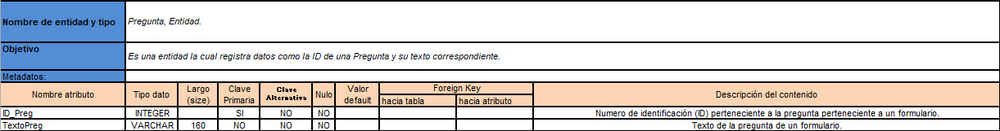 Nombre de entidad y tipo Pregunta, Entidad.
Objetivo Es una entidad la cual registra datos como la ID de una Pregunta y su texto correspondiente.
Metadatos:
Nombre atributo Tipo dato Largo (size) Clave Primaria Clave Alternativa Nulo Valor default Foreign Key Descripción del contenido
hacia tabla hacia atributo
ID_Preg INTEGER SI NO NO Numero de identificación (ID) perteneciente a la pregunta perteneciente a un formulario.
TextoPreg VARCHAR 160 NO NO NO Texto de la pregunta de un formulario.